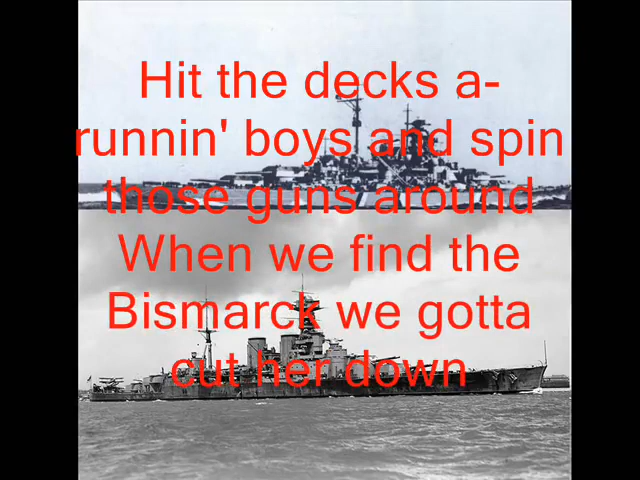 Hit the decks a-
runnin' boys and spin
those guns around
When we find the
Bismarck we gotta
cut her down